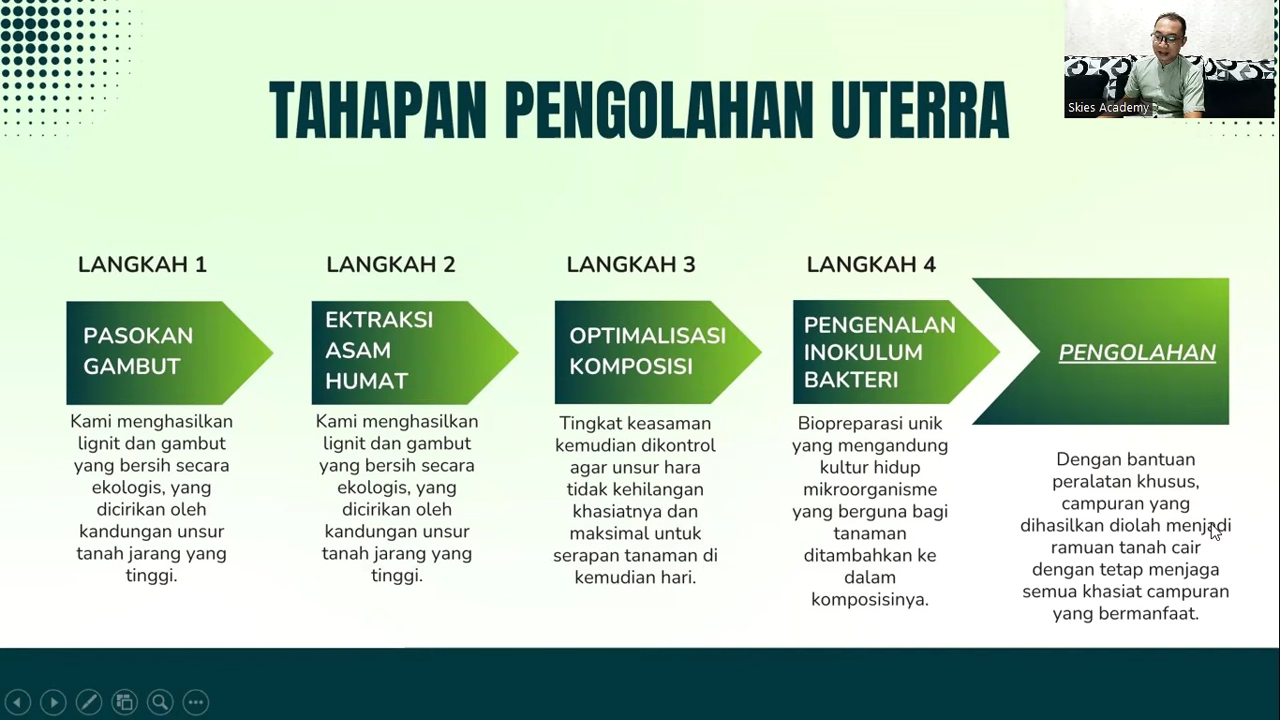 TAHAPAN PENGOLAHAN UTERRA
Skies Academy
LANGKAH 1
PASOKAN
GAMBUT
Kami menghasilkan
lignit dan gambut
yang bersih secara
ekologis, yang
dicirikan oleh
kandungan unsur
tanah jarang yang
tinggi.
LANGKAH 2
EKTRAKSI
ASAM
HUMAT
Kami menghasilkan
lignit dan gambut
yang bersih secara
ekologis, yang
dicirikan oleh
kandungan unsur
tanah jarang yang
tinggi.
LANGKAH 3
OPTIMALISASI
KOMPOSISI
Tingkat keasaman
kemudian dikontrol
agar unsur hara
tidak kehilangan
khasiatnya dan
maksimal untuk
serapan tanaman di
kemudian hari.
LANGKAH 4
PENGENALAN
INOKULUM
BAKTERI
Biopreparasi unik
yang mengandung
kultur hidup
mikroorganisme
yang berguna bagi
tanaman
ditambahkan ke
dalam
komposisinya.
PENGOLAHAN
Dengan bantuan
peralatan khusus,
campuran yang
dihasilkan diolah menjadi
ramuan tanah cair
dengan tetap menjaga
semua khasiat campuran
yang bermanfaat.